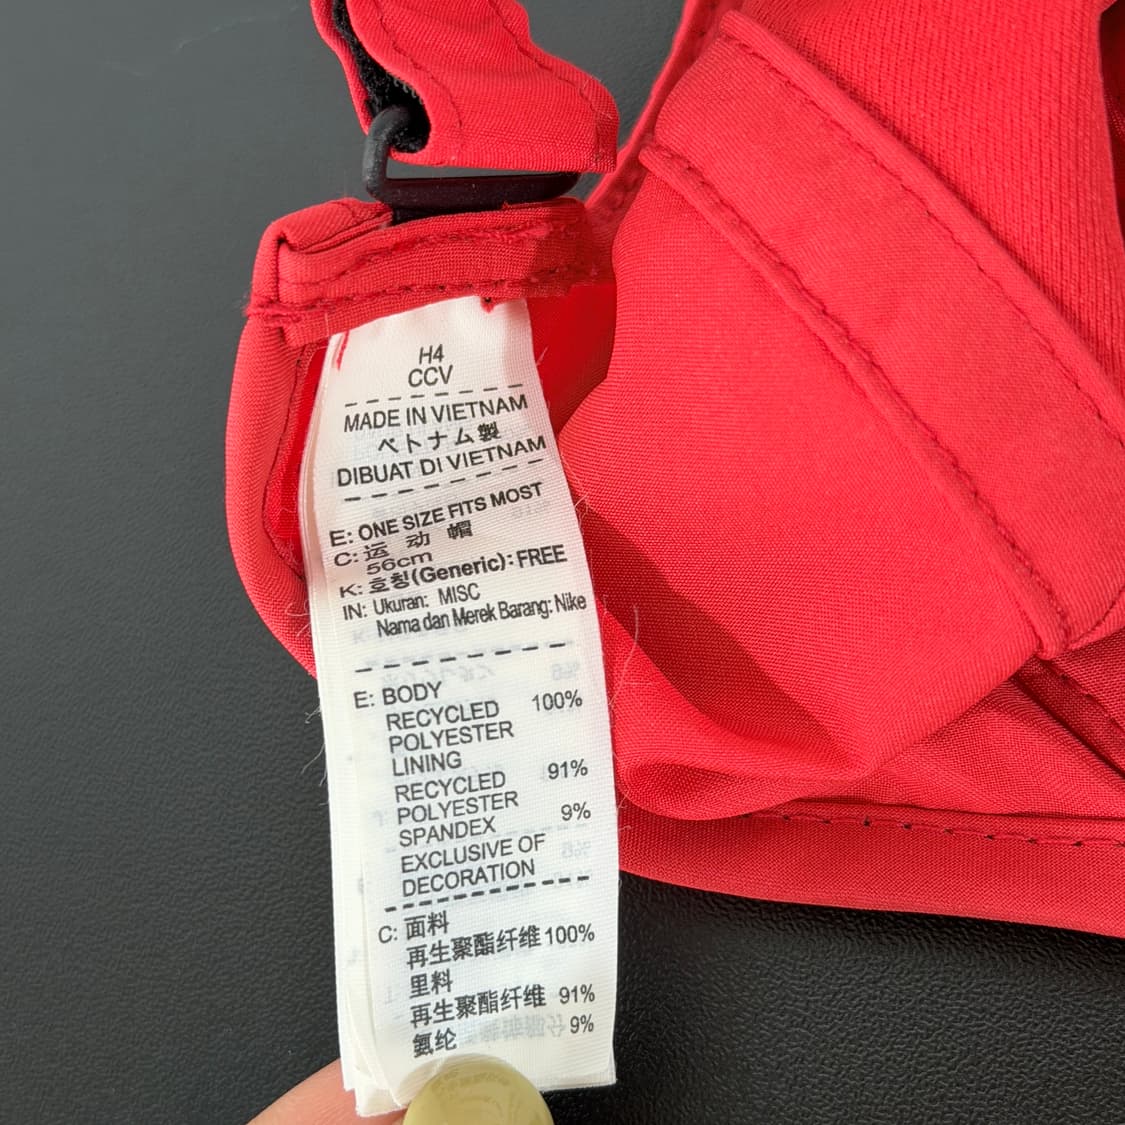 H4
CCV
MADE IN VIETNAM
ベトナム製
DIBUAT DI VIETNAM
E: ONE SIZE FITS MOST
C: 运 动 帽
56cm
K: 호칭(Generic): FREE
IN: Ukuran: MISC
Nama dan Merek Barang: Nike
E: BODY
RECYCLED 100%
POLYESTER
LINING
RECYCLED 91%
POLYESTER
SPANDEX 9%
EXCLUSIVE OF
DECORATION
C: 面料
再生聚酯纤维 100%
里料
再生聚酯纤维 91%
氨纶 9%